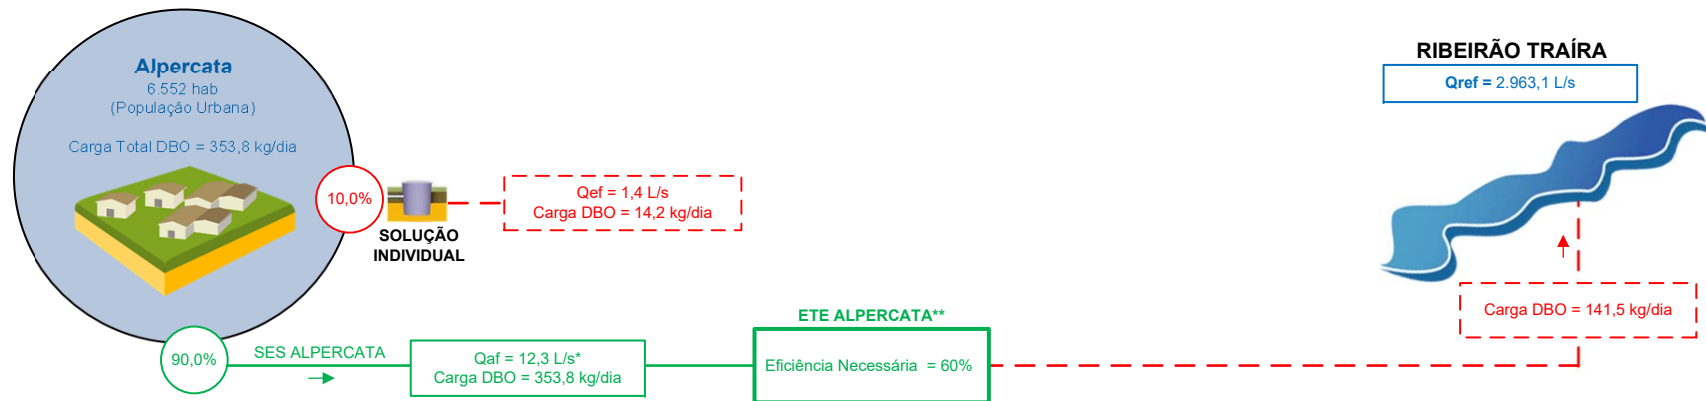 Alpercata
6.552 hab
(População Urbana)
Carga Total DBO = 353,8 kg/dia
10,0%
SOLUÇÃO
INDIVIDUAL
Qef = 1,4 L/s
Carga DBO = 14,2 kg/dia
RIBEIRÃO TRAÍRA
Qref = 2.963,1 L/s
Carga DBO = 141,5 kg/dia
90,0%
SES ALPERCATA
Qaf = 12,3 L/s*
Carga DBO = 353,8 kg/dia
ETE ALPERCATA**
Eficiência Necessária = 60%